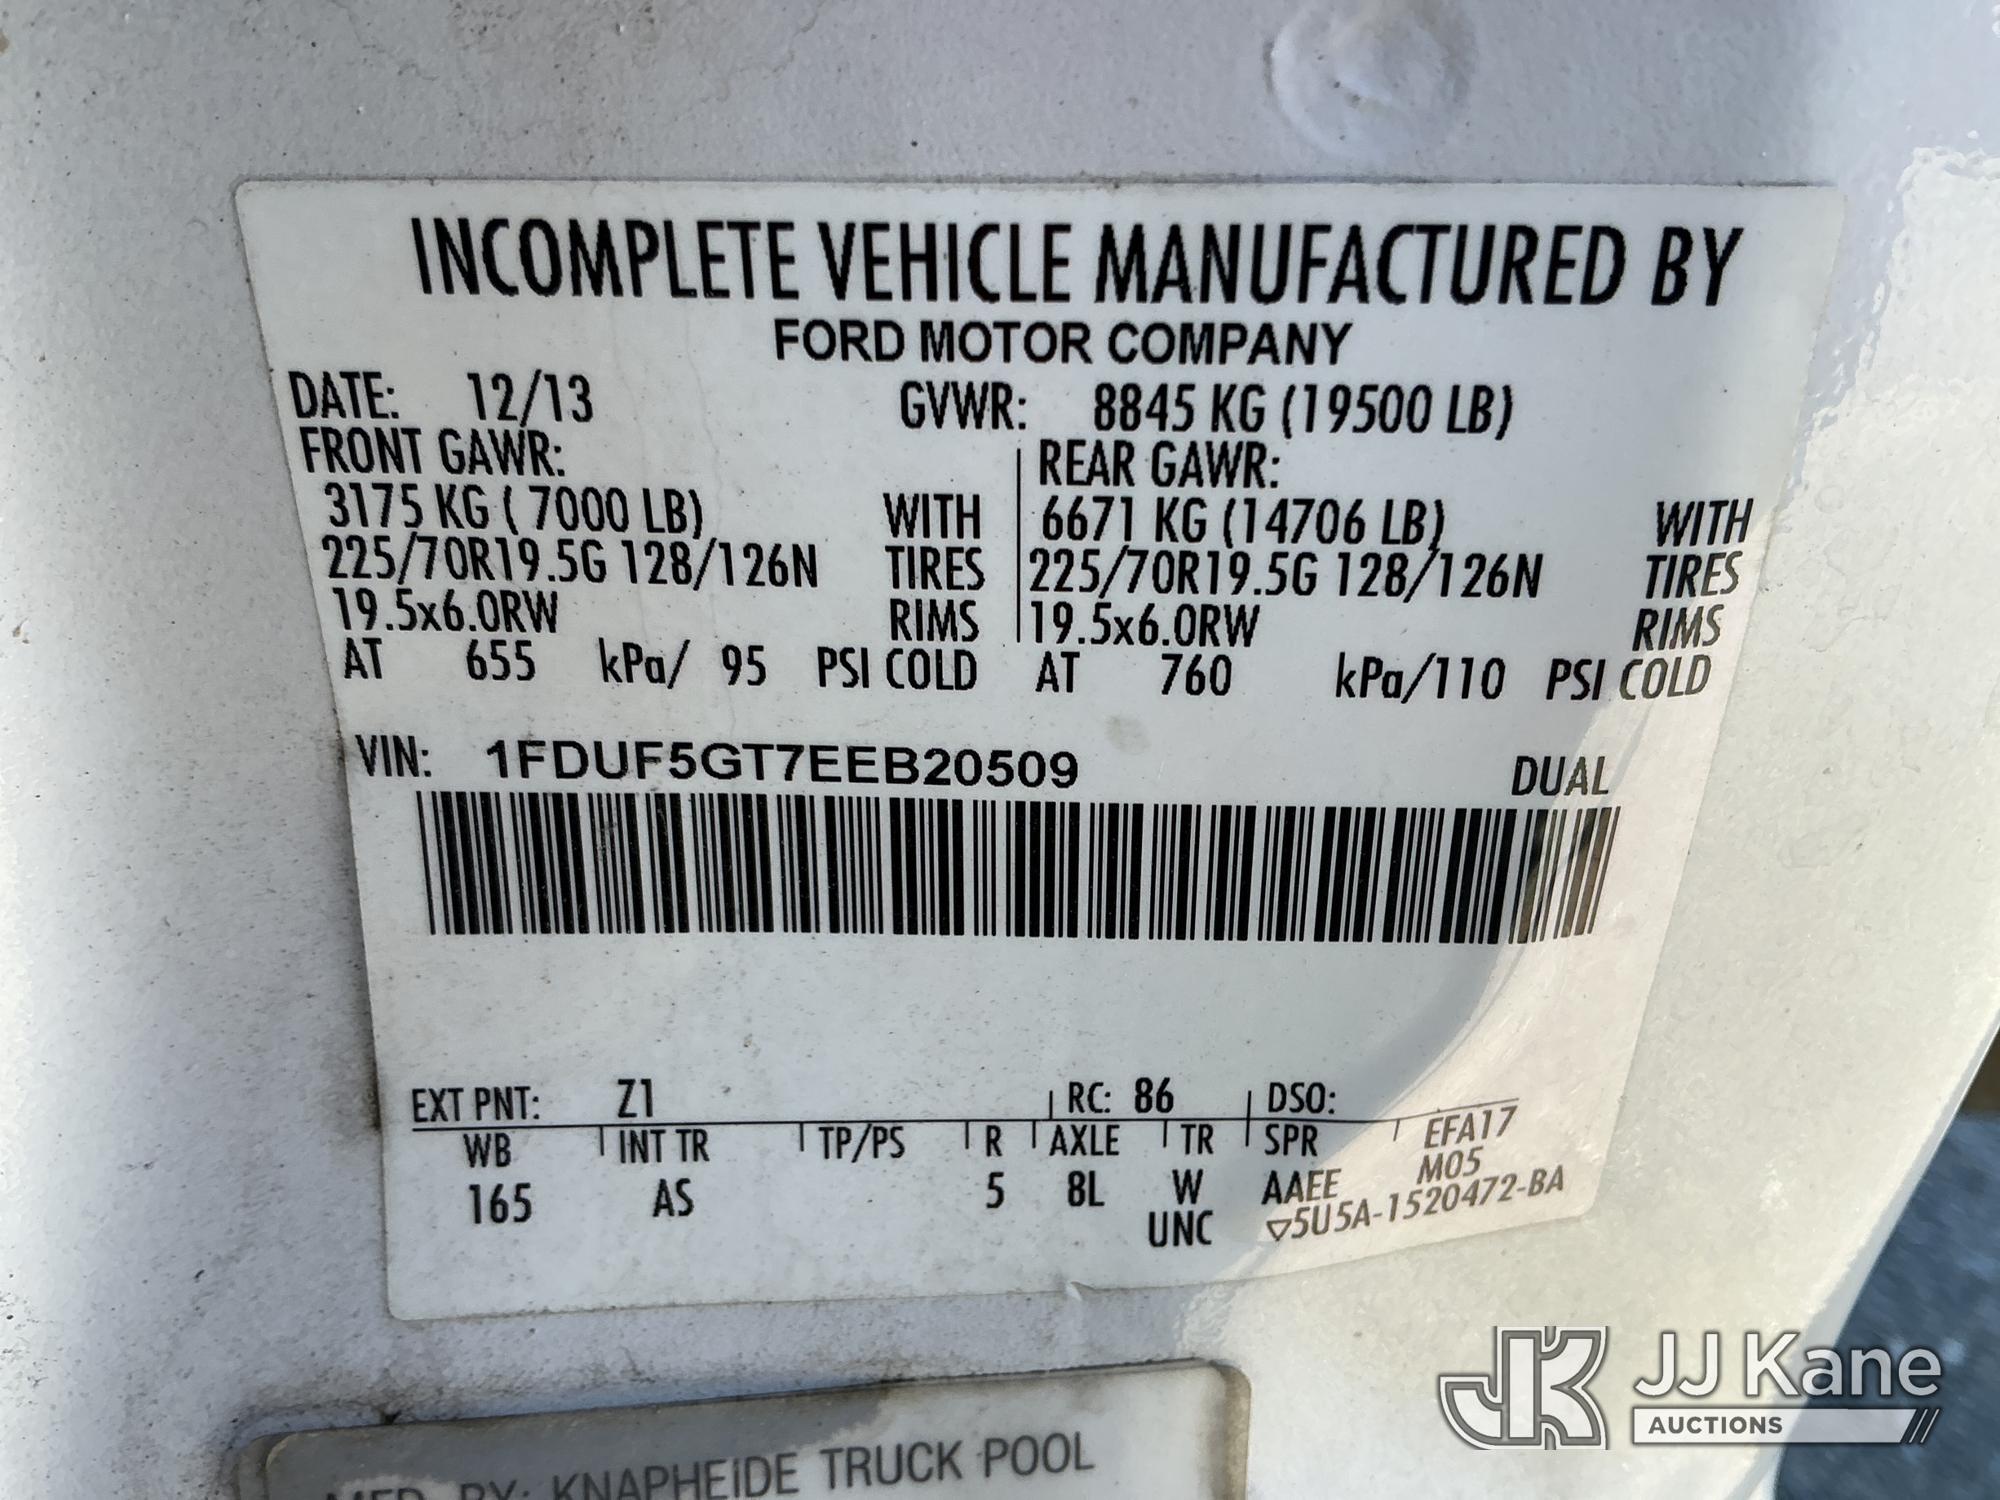 INCOMPLETE VEHICLE MANUFACTURED BY
FORD MOTOR COMPANY
DATE: 12/13 GVWR: 8845 KG (19500 LB)
FRONT GAWR: REAR GAWR:
3175 KG ( 7000 LB) WITH 6671 KG (14706 LB) WITH
225/70R19.5G 128/126N TIRES 225/70R19.5G 128/126N TIRES
19.5x6.0RW RIMS 19.5x6.0RW RIMS
AT 655 kPa/ 95 PSI COLD AT 760 kPa/110 PSI COLD
VIN: 1FDUF5GT7EEB20509 DUAL
EXT PNT: Z1 RC: 86 DSO:
WB INT TR TP/PS R AXLE TR SPR EFA17
165 AS 5 8L W AAEE M05
UNC ▽5U5A-1520472-BA
MFD. BY: KNAPHEIDE TRUCK POOL
JK JJ Kane
AUCTIONS